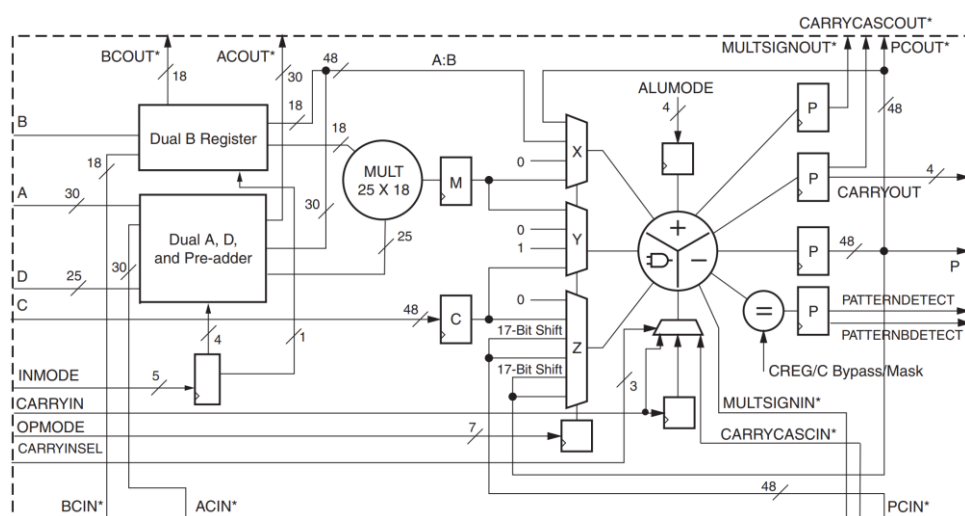 CARRYCASCOUT*
BCOUT* ACOUT* MULTSIGNOUT* PCOUT*
48 A:B
18 30 ALUMODE
18 4 P 48
B Dual B Register 18
18 MULT 25 X 18 M 0 X
P 4
CARRYOUT
A 30 30
Dual A, D, and Pre-adder 25 0 1 Y + − P 48
P
D 25 30
C 48 C 0 = P PATTERNDETECT
17-Bit Shift PATTERNBDETECT
4 1 Z
17-Bit Shift CREG/C Bypass/Mask
INMODE 5 3
CARRYIN MULTSIGNIN*
OPMODE 7
CARRYINSEL CARRYCASCIN*
48
BCIN* ACIN* PCIN*